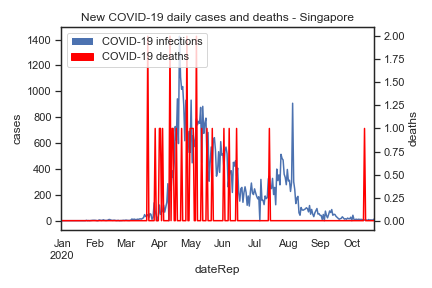 New COVID-19 daily cases and deaths - Singapore
COVID-19 infections
COVID-19 deaths
1400
1200
1000
800
600
400
200
0
cases
2.00
1.75
1.50
1.25
1.00
0.75
0.50
0.25
0.00
deaths
Jan Feb Mar Apr May Jun Jul Aug Sep Oct
2020
dateRep